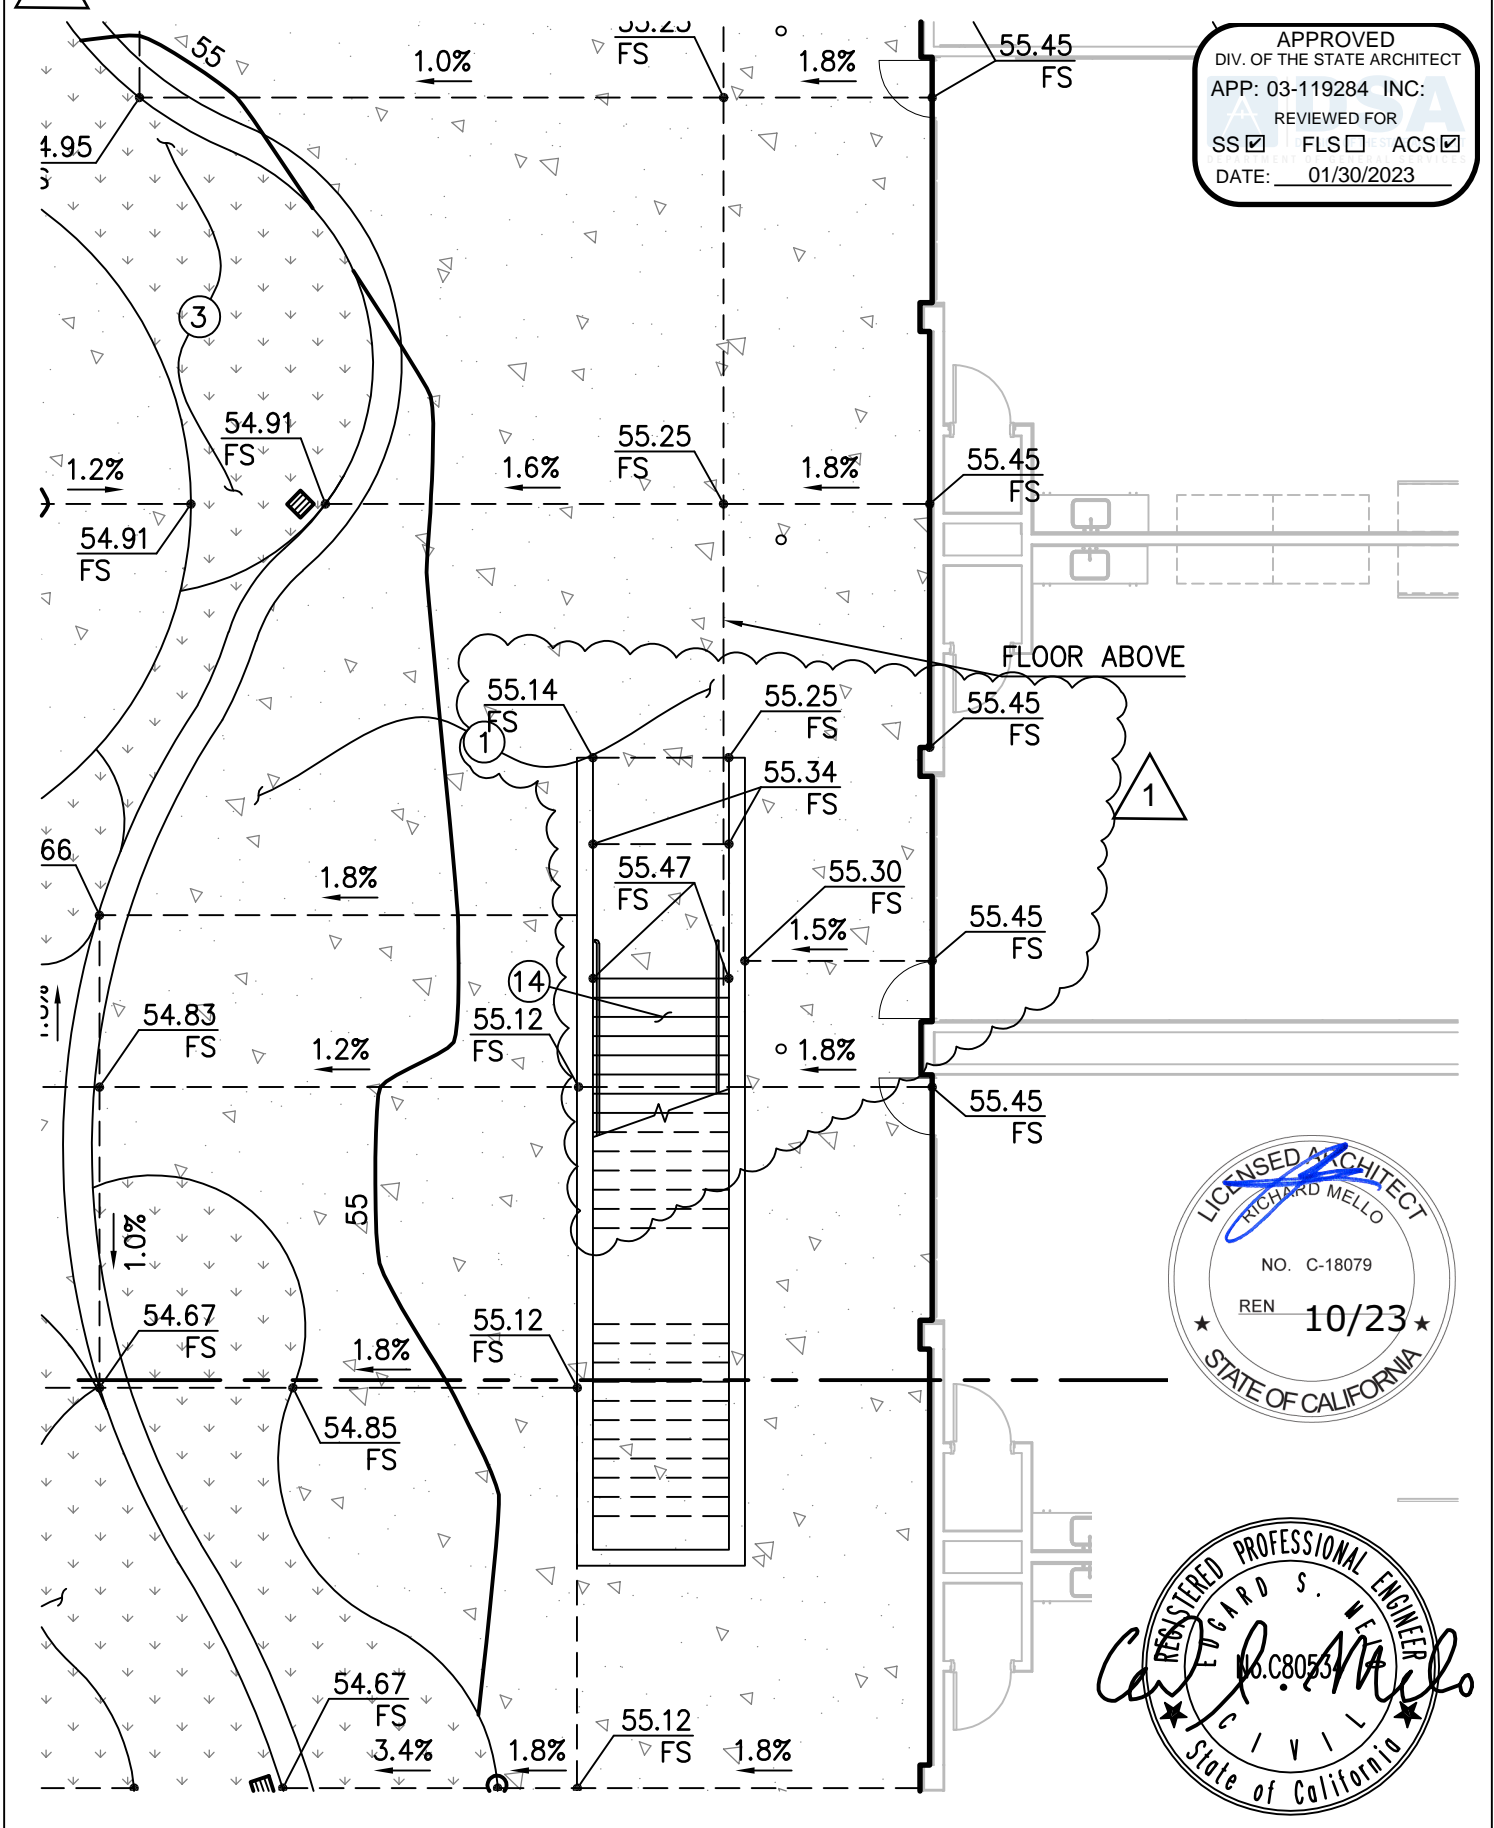 55
1.0%
FS
1.8%
55.45
FS
APPROVED
DIV. OF THE STATE ARCHITECT
APP: 03-119284 INC:
REVIEWED FOR
SS ☑ FLS ☐ ACS ☑
DEPARTMENT OF GENERAL SERVICES
DATE: 01/30/2023
DSA
4.95
3
54.91
FS
1.2%
54.91
FS
1.6%
55.25
FS
1.8%
55.45
FS
FLOOR ABOVE
55.14
FS
1
55.25
FS
55.45
FS
55.34
FS
1
66
1.8%
55.47
FS
55.30
FS
1.5%
55.45
FS
14
54.83
FS
1.2%
55.12
FS
1.8%
55.45
FS
55
1.0%
54.67
FS
1.8%
55.12
FS
54.85
FS
LICENSED ARCHITECT
RICHARD MELLO
NO. C-18079
REN 10/23
STATE OF CALIFORNIA
54.67
FS
3.4%
1.8%
55.12
FS
1.8%
REGISTERED PROFESSIONAL ENGINEER
EDGARD S.
No.C80534
CIVIL
State of California